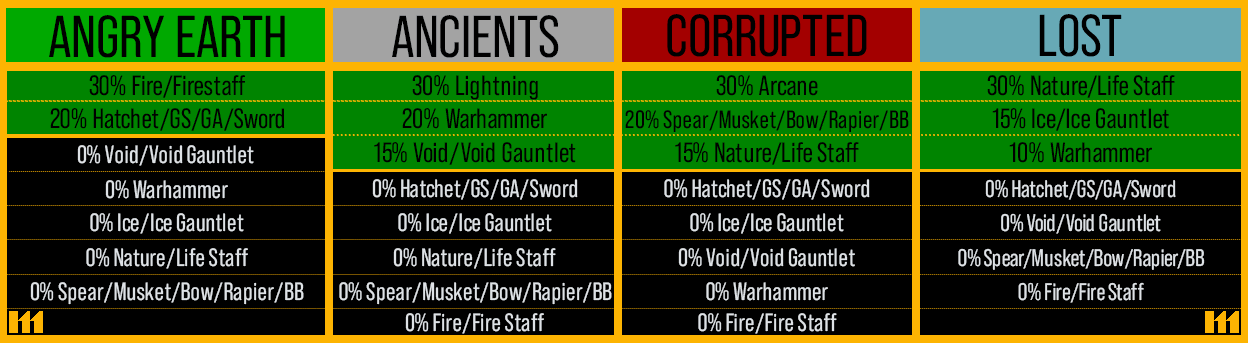 ANGRY EARTH
30% Fire/Firestaff
20% Hatchet/GS/GA/Sword
0% Void/Void Gauntlet
0% Warhammer
0% Ice/Ice Gauntlet
0% Nature/Life Staff
0% Spear/Musket/Bow/Rapier/BB
ANCIENTS
30% Lightning
20% Warhammer
15% Void/Void Gauntlet
0% Hatchet/GS/GA/Sword
0% Ice/Ice Gauntlet
0% Nature/Life Staff
0% Spear/Musket/Bow/Rapier/BB
0% Fire/Fire Staff
CORRUPTED
30% Arcane
20% Spear/Musket/Bow/Rapier/BB
15% Nature/Life Staff
0% Hatchet/GS/GA/Sword
0% Ice/Ice Gauntlet
0% Void/Void Gauntlet
0% Warhammer
0% Fire/Fire Staff
LOST
30% Nature/Life Staff
15% Ice/Ice Gauntlet
10% Warhammer
0% Hatchet/GS/GA/Sword
0% Void/Void Gauntlet
0% Spear/Musket/Bow/Rapier/BB
0% Fire/Fire Staff